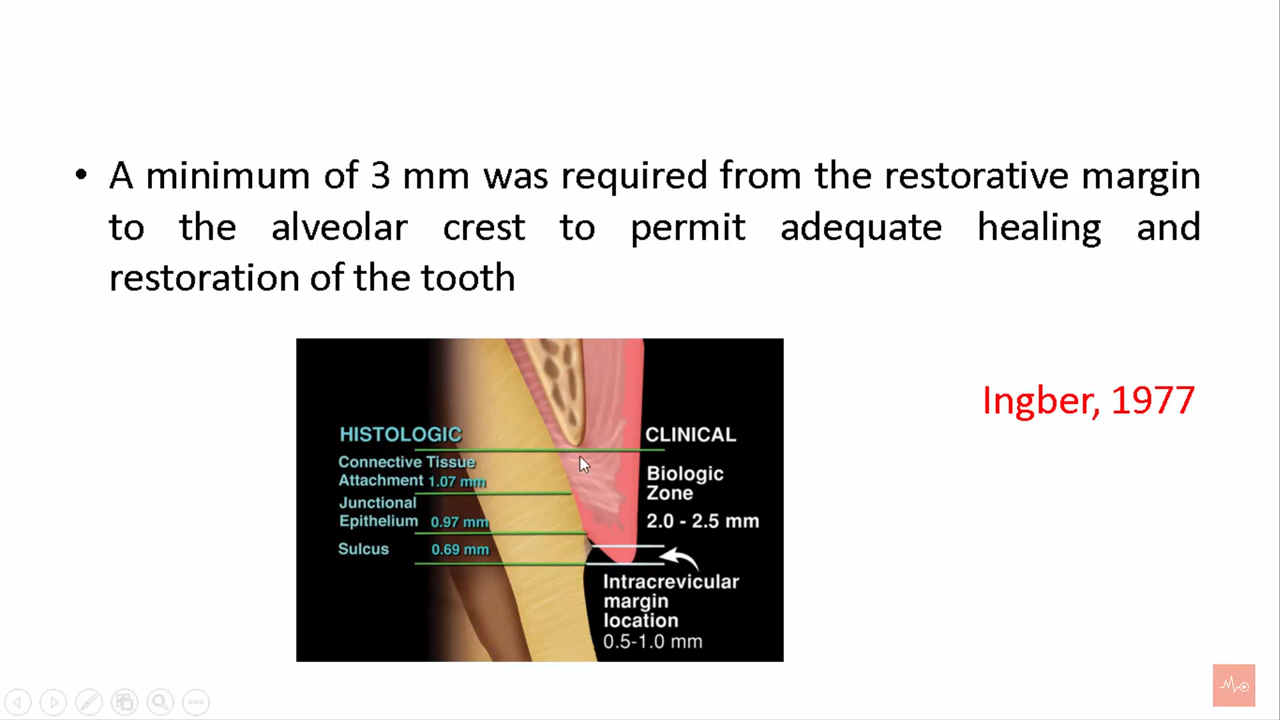 • A minimum of 3 mm was required from the restorative margin
to the alveolar crest to permit adequate healing and
restoration of the tooth
Ingber, 1977
HISTOLOGIC
Connective Tissue
Attachment 1.07 mm
Junctional
Epithelium 0.97 mm
Sulcus 0.69 mm
CLINICAL
Biologic
Zone
2.0 - 2.5 mm
Intracrevicular
margin
location
0.5-1.0 mm